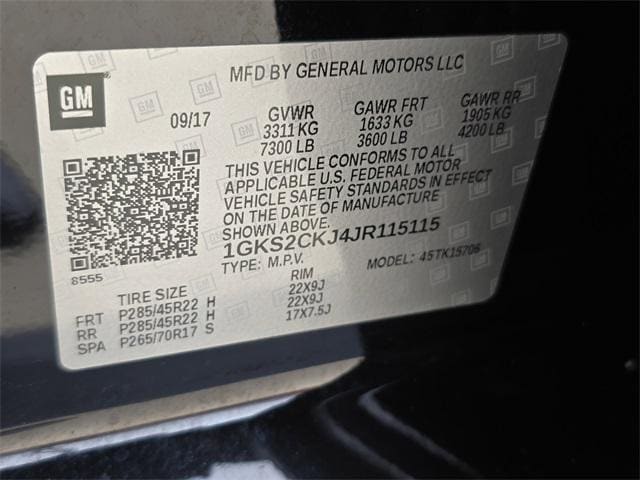 GM
MFD BY GENERAL MOTORS LLC
09/17
GVWR GAWR FRT GAWR RR
3311 KG 1633 KG 1905 KG
7300 LB 3600 LB 4200 LB
THIS VEHICLE CONFORMS TO ALL
APPLICABLE U.S. FEDERAL MOTOR
VEHICLE SAFETY STANDARDS IN EFFECT
ON THE DATE OF MANUFACTURE
SHOWN ABOVE.
1GKS2CKJ4JR115115
TYPE: M.P.V. MODEL: 45TK15706
8555
TIRE SIZE RIM
FRT P285/45R22 H 22X9J
RR P285/45R22 H 22X9J
SPA P265/70R17 S 17X7.5J